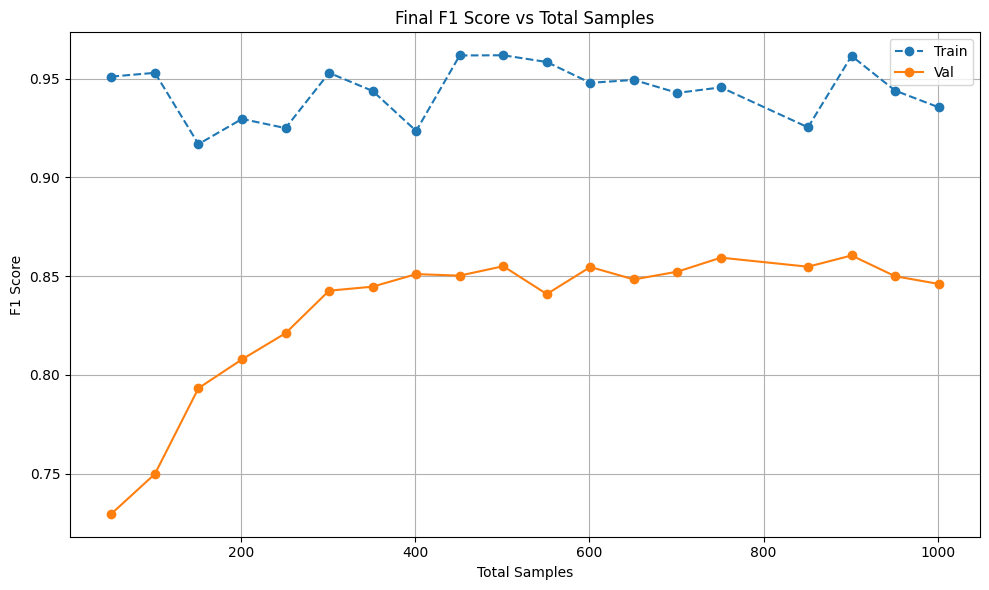 Final F1 Score vs Total Samples
Train
Val
F1 Score
0.95
0.90
0.85
0.80
0.75
200
400
600
800
1000
Total Samples